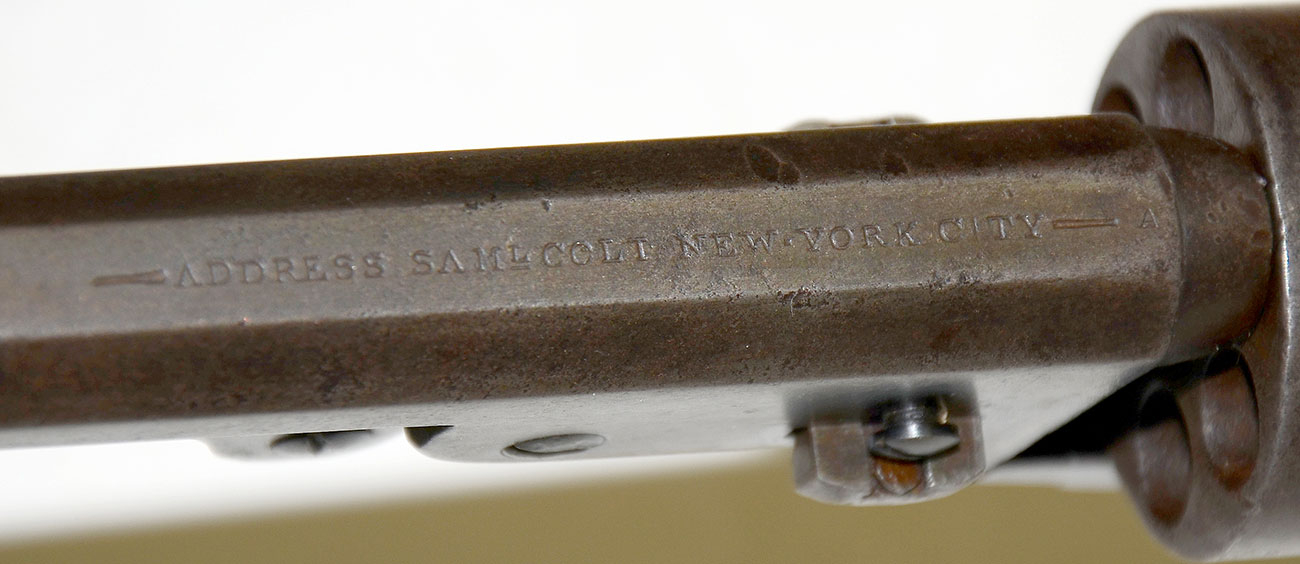 —ADDRESS SAMᴸ COLT NEW-YORK CITY— A